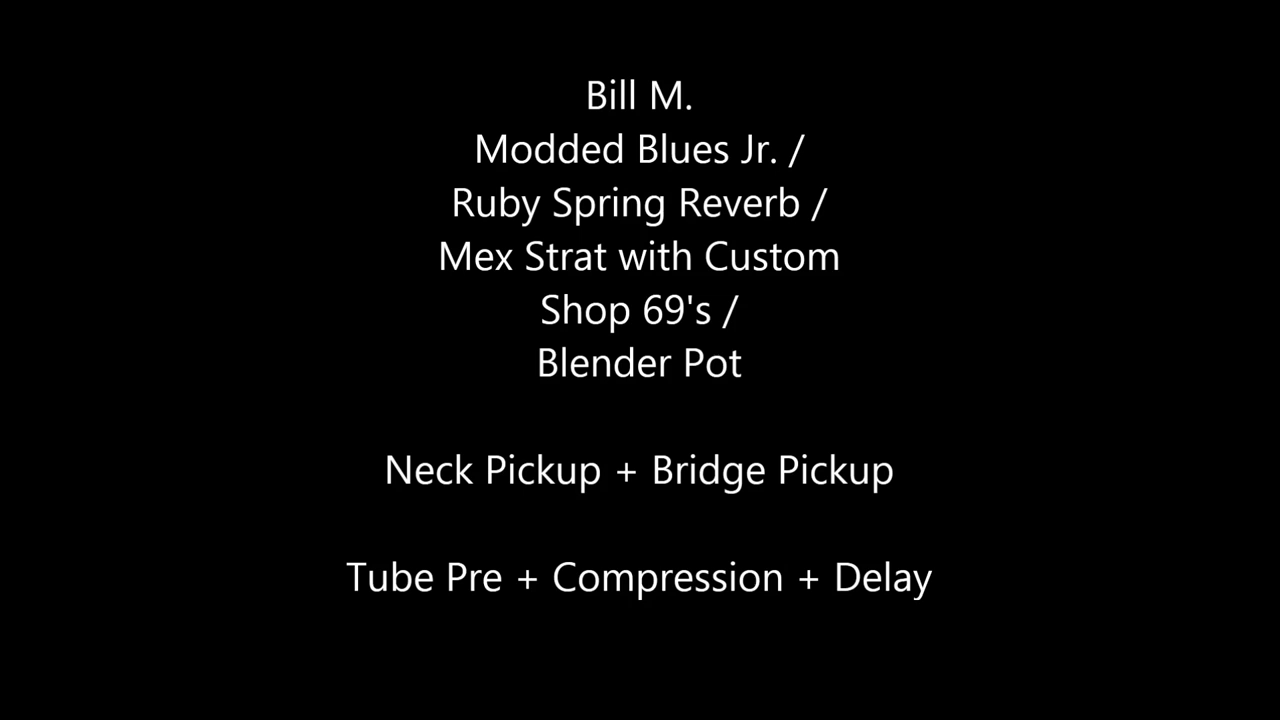 Bill M.
Modded Blues Jr. /
Ruby Spring Reverb /
Mex Strat with Custom
Shop 69's /
Blender Pot
Neck Pickup + Bridge Pickup
Tube Pre + Compression + Delay